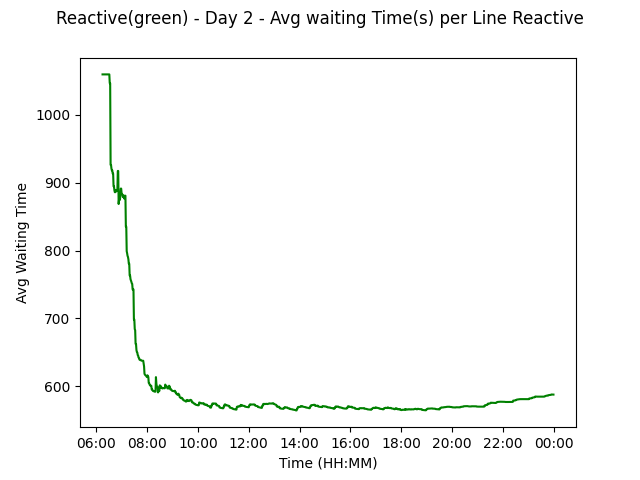 Reactive(green) - Day 2 - Avg waiting Time(s) per Line Reactive
1000
900
800
700
600
Avg Waiting Time
06:00 08:00 10:00 12:00 14:00 16:00 18:00 20:00 22:00 00:00
Time (HH:MM)